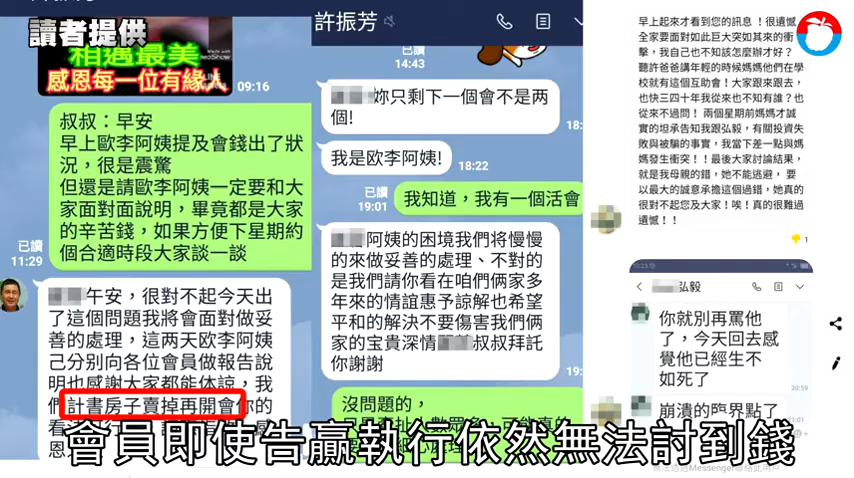 讀者提供
相遇最美
感恩每一位有緣人
09:16
叔叔：早安
早上歐李阿姨提及會錢出了狀
況，很是震驚
但還是請歐李阿姨一定要和大
家面對面說明，畢竟都是大家
的辛苦錢，如果方便下星期約
個合適時段大家談一談
已讀
11:29
午安，很對不起今天出
了這個問題我將會面對做妥
善的處理，這兩天欧李阿姨
己分别向各位會員做報告說
明也感謝大家都能体諒，我
們計書房子賣掉再開會你的
許振芳
已讀
14:43
妳只剩下一個會不是两
個!
18:
我是欧李阿姨!
18:22
已讀
19:01
我知道，我有一個活會
阿姨的困境我們将慢慢
的來做妥善的處理、不對的
是我們請你看在咱們俩家多
年來的情誼惠予諒解也希望
平和的解決不要傷害我們俩
家的宝貴深情
叔叔拜託
你謝謝
19:
沒問題的，
早上起來才看到您的訊息！很遺憾
全家要面對如此巨大突如其來的衝
擊，我自己也不知該怎麼辦才好？
聽許爸爸講年輕的時候媽媽他們在學
校就有這個互助會！大家跟來跟去，
也快三四十年我從來也不知有誰？也
從來不過問！ 兩個星期前媽媽才誠
實的坦承告知我跟弘毅，有關投資失
敗與被騙的事實，我當下差一點與媽
媽發生衝突！！最後大家討論結果，
就是我母親的錯，她不能逃避， 要
以最大的誠意承擔這個過錯，她真的
很對不起您及大家！唉！真的很難過
遺憾！！
1
弘毅
你就別再罵他
了，今天回去感
覺他已經生不
如死了
20:59
崩潰的臨界點了
會員即使告贏執行依然無法討到錢